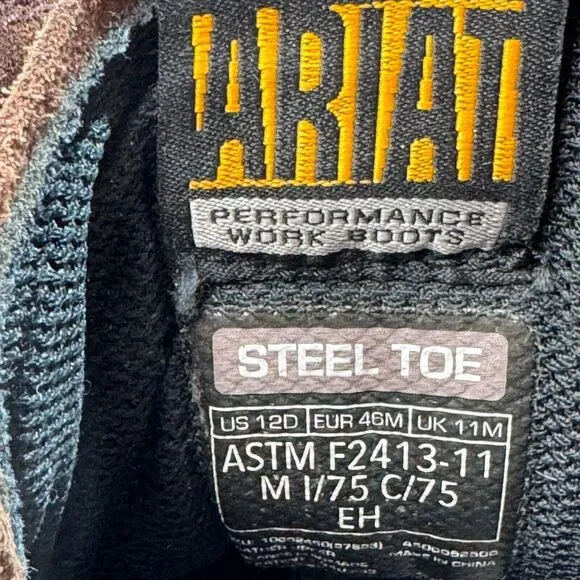 ARIAT
PERFORMANCE
WORK BOOTS
STEEL TOE
US 12D EUR 46M UK 11M
ASTM F2413-11
M I/75 C/75
EH
MADE IN CHINA